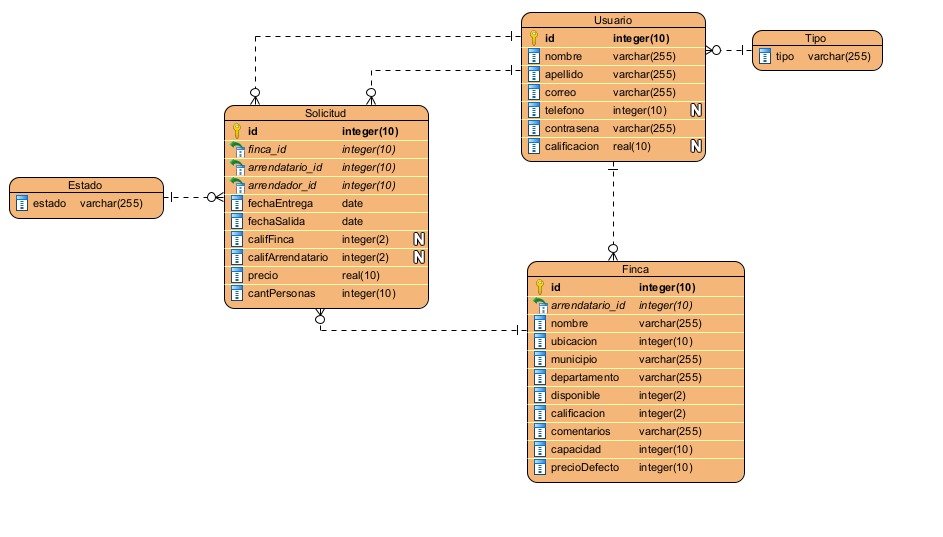 Usuario
id integer(10)
nombre varchar(255)
apellido varchar(255)
correo varchar(255)
telefono integer(10) N
contrasena varchar(255)
calificacion real(10) N
Tipo
tipo varchar(255)
Solicitud
id integer(10)
finca_id integer(10)
arrendatario_id integer(10)
arrendador_id integer(10)
fechaEntrega date
fechaSalida date
califFinca integer(2) N
califArrendatario integer(2) N
precio real(10)
cantPersonas integer(10)
Estado
estado varchar(255)
Finca
id integer(10)
arrendatario_id integer(10)
nombre varchar(255)
ubicacion integer(10)
municipio varchar(255)
departamento varchar(255)
disponible integer(2)
calificacion integer(2)
comentarios varchar(255)
capacidad integer(10)
precioDefecto integer(10)